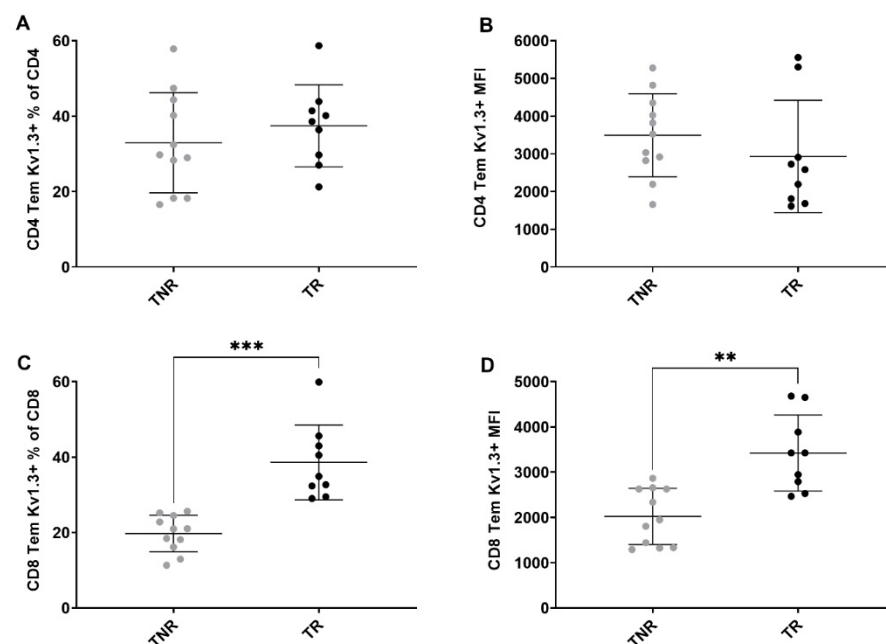 A
CD4 Tem Kv1.3+ % of CD4
60
40
20
0
TNR
TR
B
CD4 Tem Kv1.3+ MFI
6000
5000
4000
3000
2000
1000
0
TNR
TR
C
CD8 Tem Kv1.3+ % of CD8
60
40
20
0
***
TNR
TR
D
CD8 Tem Kv1.3+ MFI
5000
4000
3000
2000
1000
0
**
TNR
TR